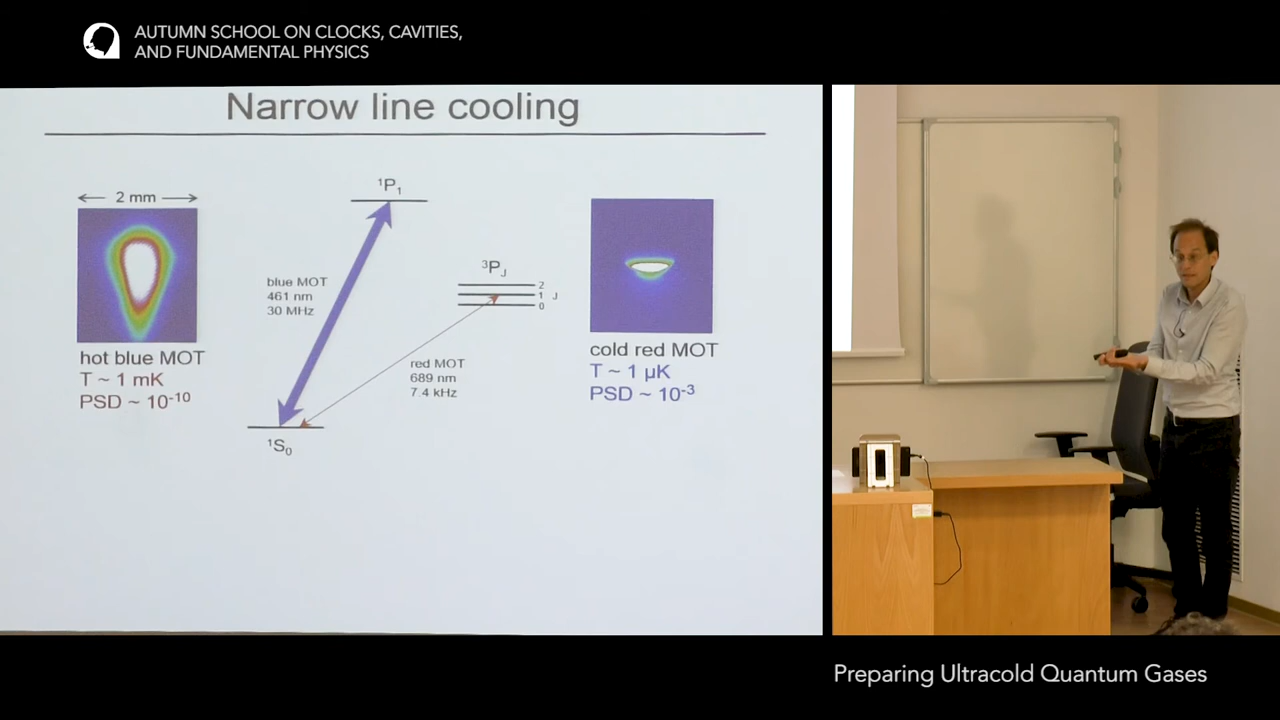 AUTUMN SCHOOL ON CLOCKS, CAVITIES,
AND FUNDAMENTAL PHYSICS
Narrow line cooling
2 mm
hot blue MOT
T ~ 1 mK
PSD ~ 10⁻¹⁰
¹P₁
blue MOT
461 nm
30 MHz
³P_J
2
1 J
0
red MOT
689 nm
7.4 kHz
¹S₀
cold red MOT
T ~ 1 µK
PSD ~ 10⁻³
Preparing Ultracold Quantum Gases